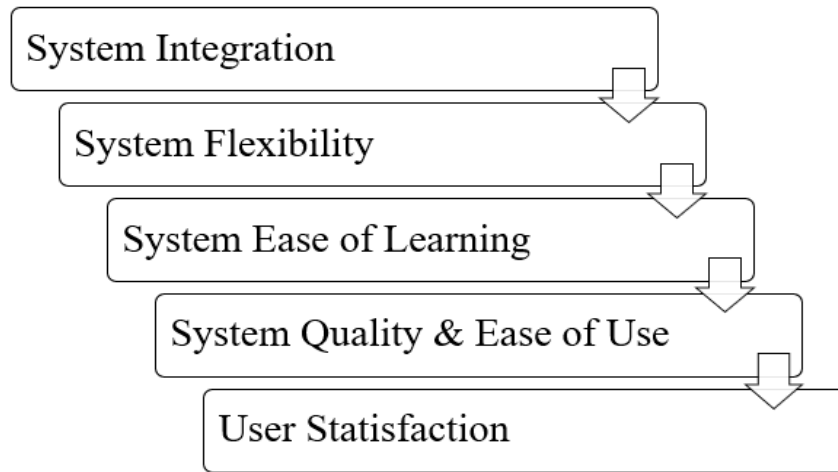 System Integration
System Flexibility
System Ease of Learning
System Quality & Ease of Use
User Statisfaction